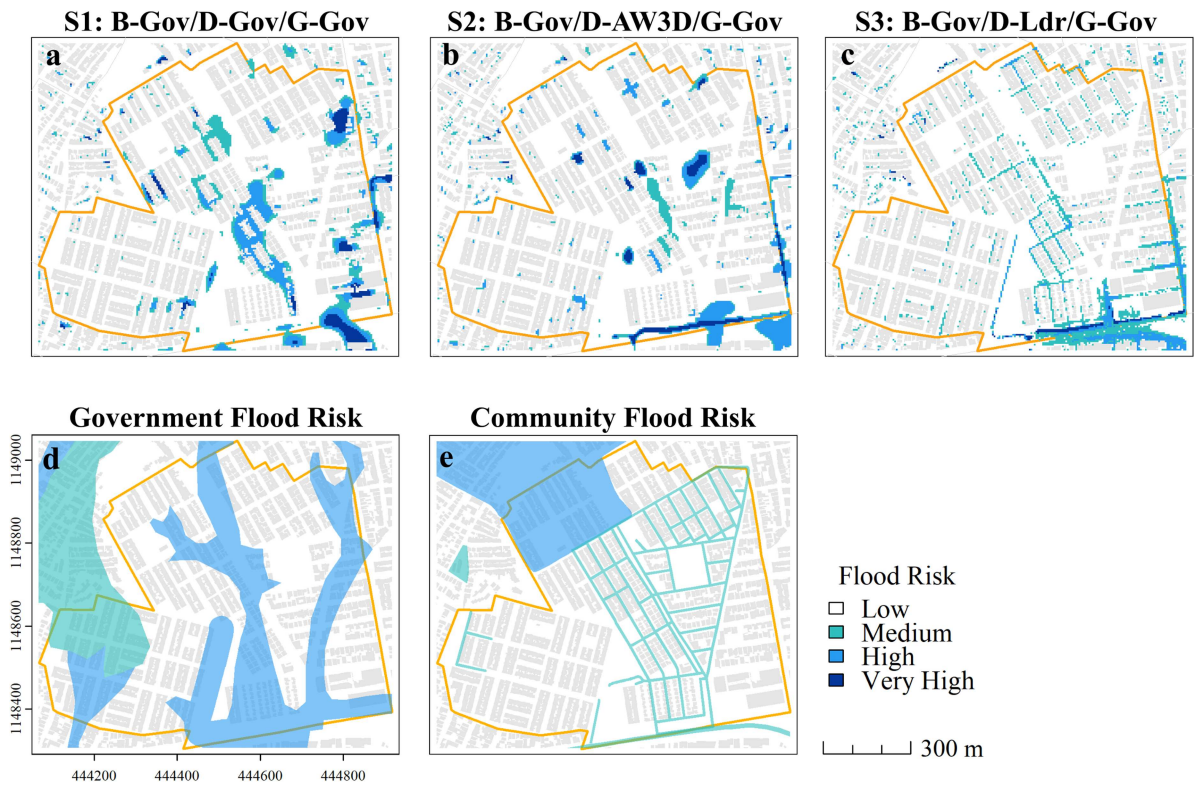 S1: B-Gov/D-Gov/G-Gov
S2: B-Gov/D-AW3D/G-Gov
S3: B-Gov/D-Ldr/G-Gov
a
b
c
Government Flood Risk
Community Flood Risk
d
e
1149000
1148800
1148600
1148400
444200
444400
444600
444800
Flood Risk
Low
Medium
High
Very High
300 m